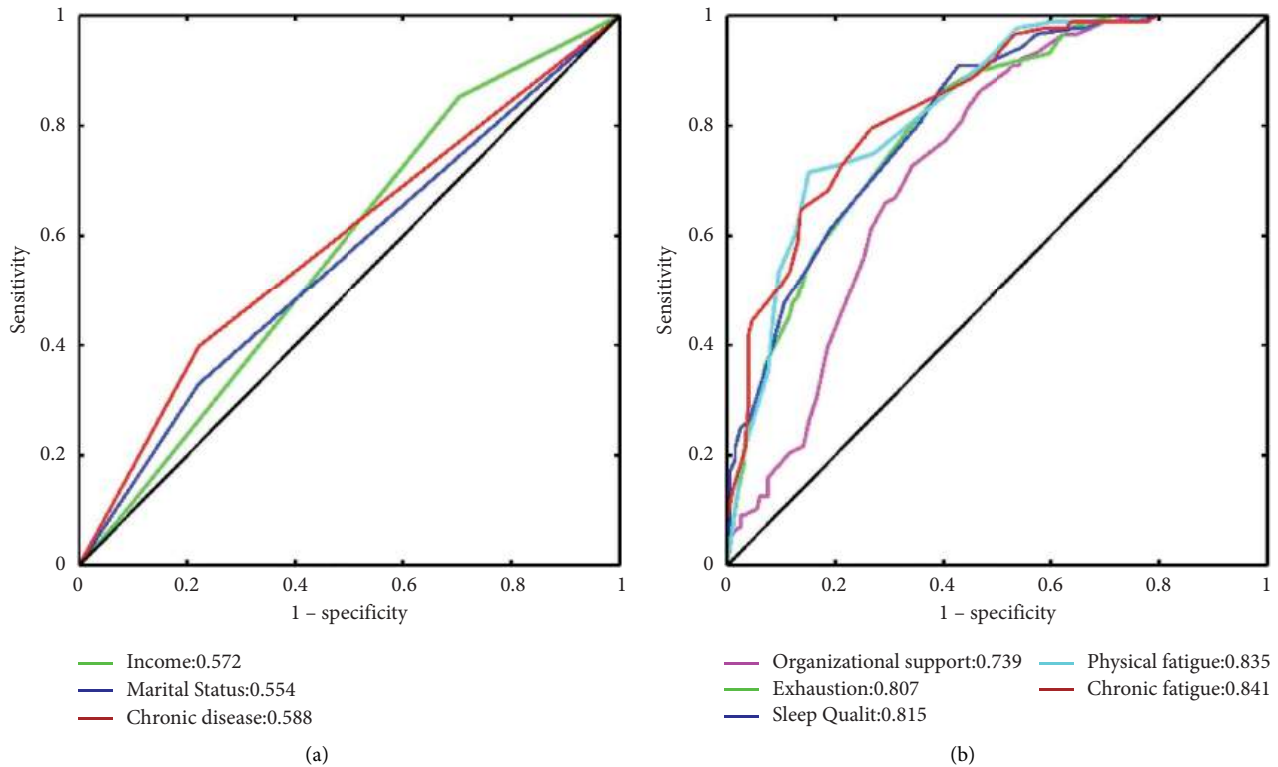 1
0.8
0.6
0.4
0.2
0
Sensitivity
0 0.2 0.4 0.6 0.8 1
1 – specificity
Income:0.572
Marital Status:0.554
Chronic disease:0.588
(a)
1
0.8
0.6
0.4
0.2
0
Sensitivity
0 0.2 0.4 0.6 0.8 1
1 – specificity
Organizational support:0.739
Exhaustion:0.807
Sleep Qualit:0.815
Physical fatigue:0.835
Chronic fatigue:0.841
(b)